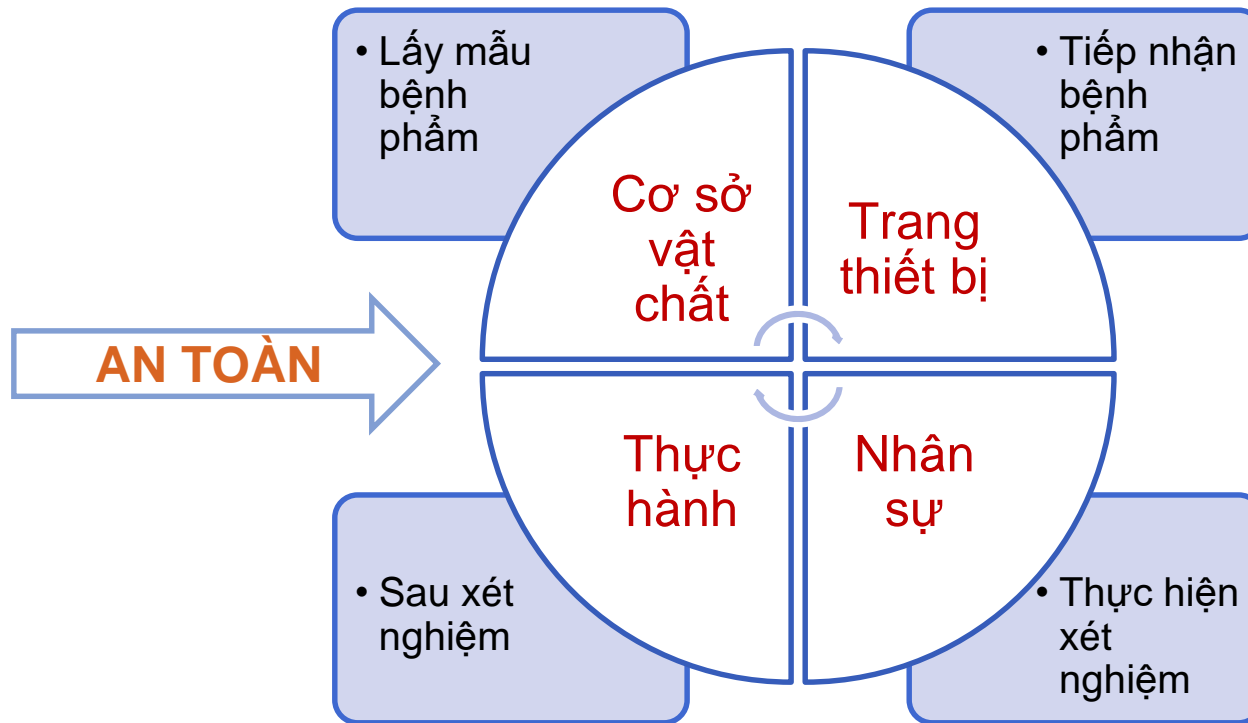 • Lấy mẫu
bệnh
phẩm
• Tiếp nhận
bệnh
phẩm
Cơ sở
vật
chất
Trang
thiết bị
AN TOÀN
Thực
hành
Nhân
sự
• Sau xét
nghiệm
• Thực hiện
xét
nghiệm